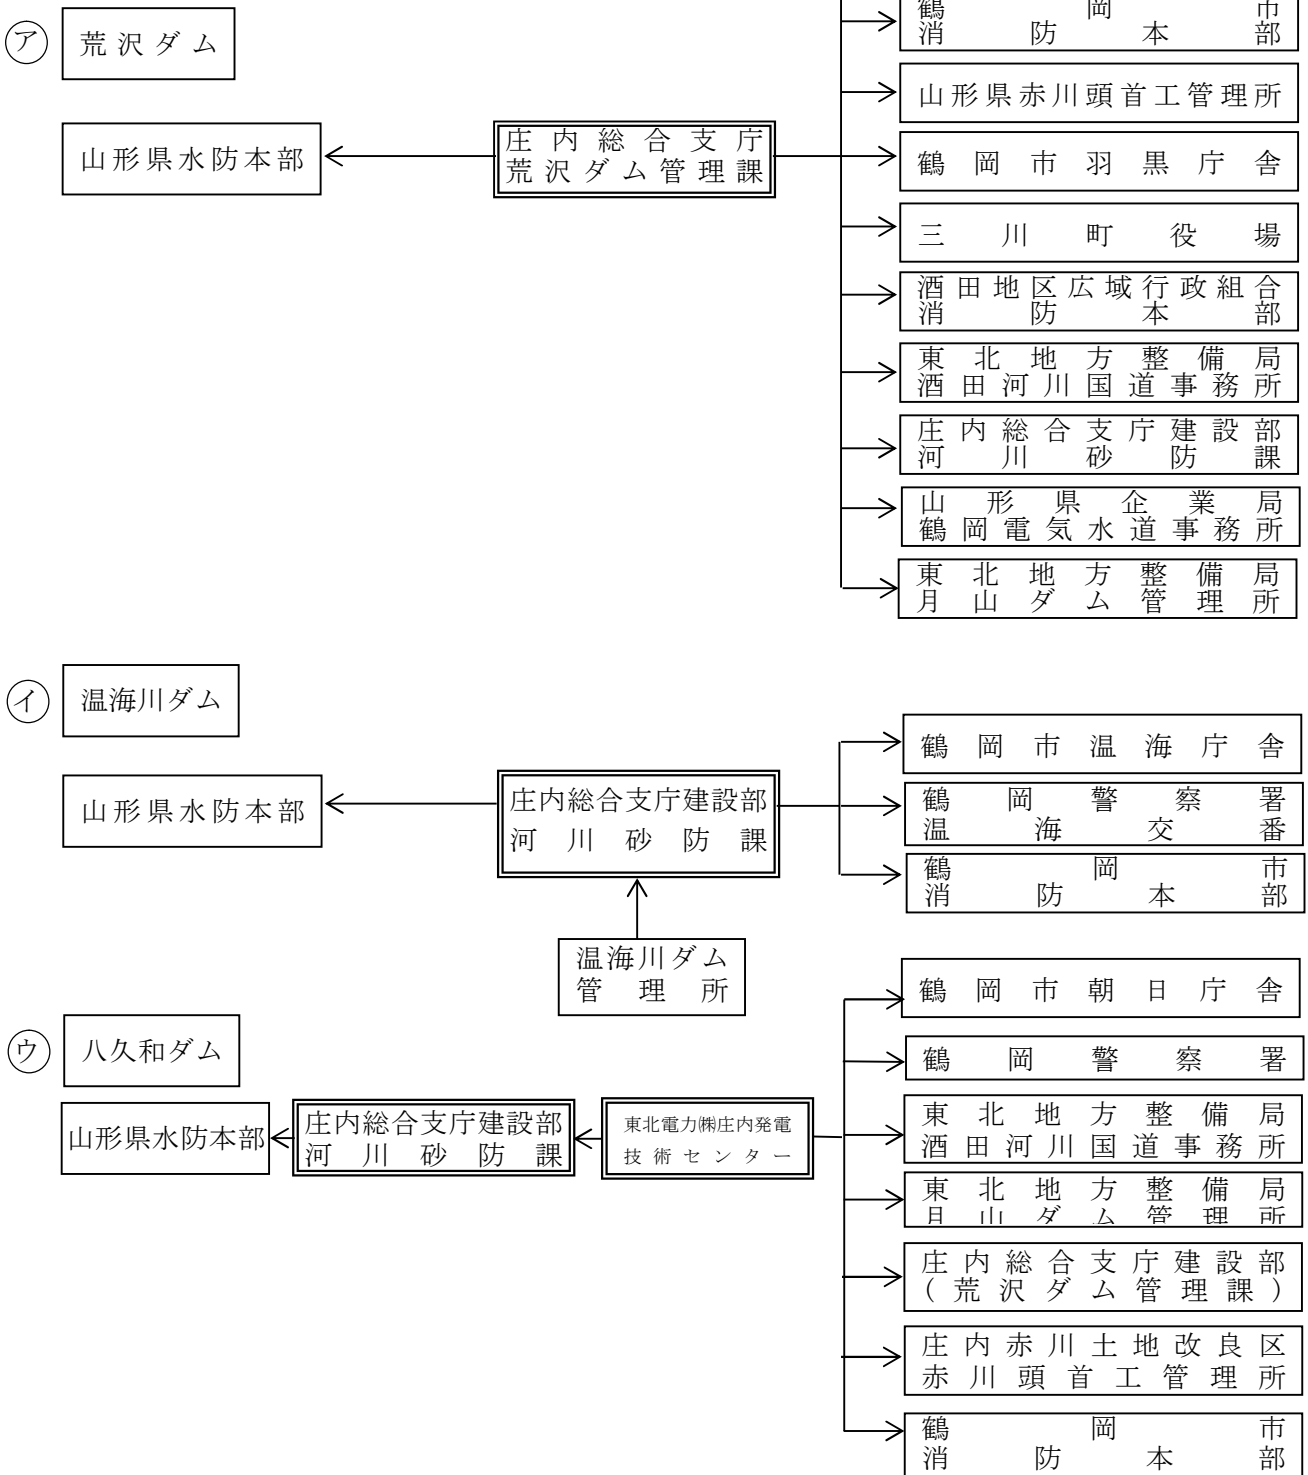 ㋐ 荒沢ダム
鶴岡市
消防本部
山形県赤川頭首工管理所
山形県水防本部
庄内総合支庁
荒沢ダム管理課
鶴岡市羽黒庁舎
三川町役場
酒田地区広域行政組合
消防本部
東北地方整備局
酒田河川国道事務所
庄内総合支庁建設部
河川砂防課
山形県企業局
鶴岡電気水道事務所
東北地方整備局
月山ダム管理所
㋑ 温海川ダム
山形県水防本部
庄内総合支庁建設部
河川砂防課
温海川ダム
管理所
鶴岡市温海庁舎
鶴岡警察署
温海交番
鶴岡市
消防本部
㋒ 八久和ダム
山形県水防本部
庄内総合支庁建設部
河川砂防課
東北電力㈱庄内発電
技術センター
鶴岡市朝日庁舎
鶴岡警察署
東北地方整備局
酒田河川国道事務所
東北地方整備局
月山ダム管理所
庄内総合支庁建設部
(荒沢ダム管理課)
庄内赤川土地改良区
赤川頭首工管理所
鶴岡市
消防本部